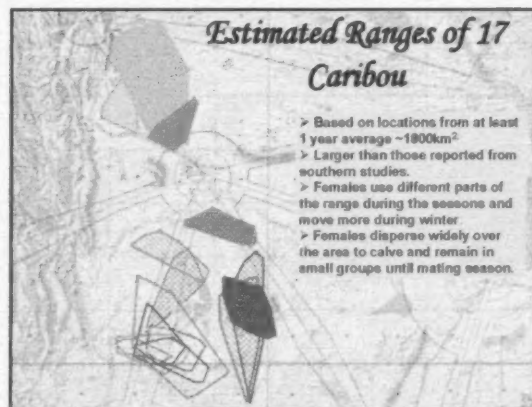 Estimated Ranges of 17
Caribou
➢ Based on locations from at least
1 year average ~1800km²
➢ Larger than those reported from
southern studies.
➢ Females use different parts of
the range during the seasons and
move more during winter
➢ Females disperse widely over
the area to calve and remain in
small groups until mating season.